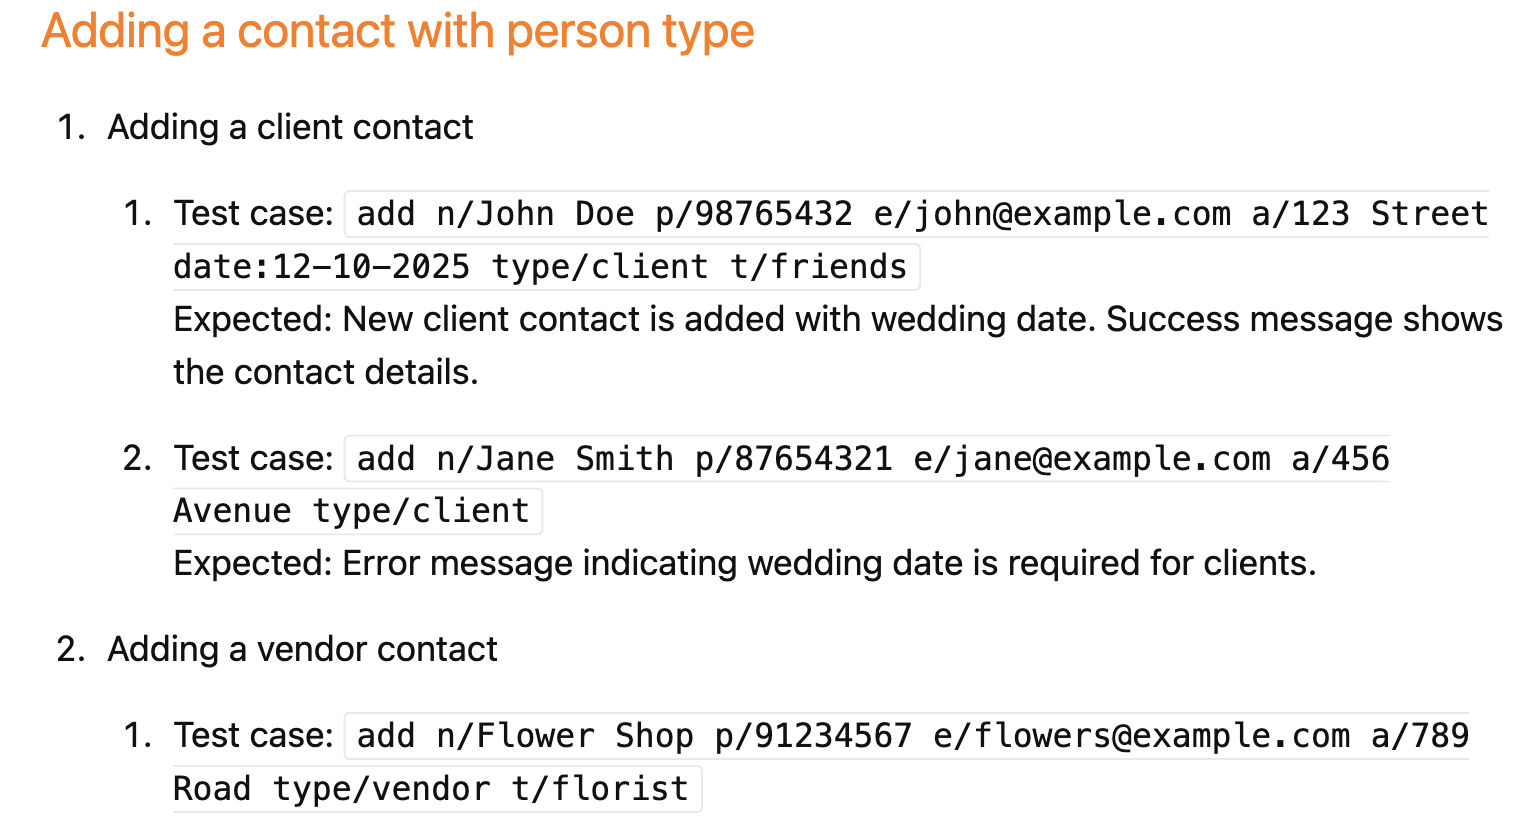 Adding a contact with person type
1. Adding a client contact
1. Test case: add n/John Doe p/98765432 e/john@example.com a/123 Street
date:12-10-2025 type/client t/friends
Expected: New client contact is added with wedding date. Success message shows
the contact details.
2. Test case: add n/Jane Smith p/87654321 e/jane@example.com a/456
Avenue type/client
Expected: Error message indicating wedding date is required for clients.
2. Adding a vendor contact
1. Test case: add n/Flower Shop p/91234567 e/flowers@example.com a/789
Road type/vendor t/florist